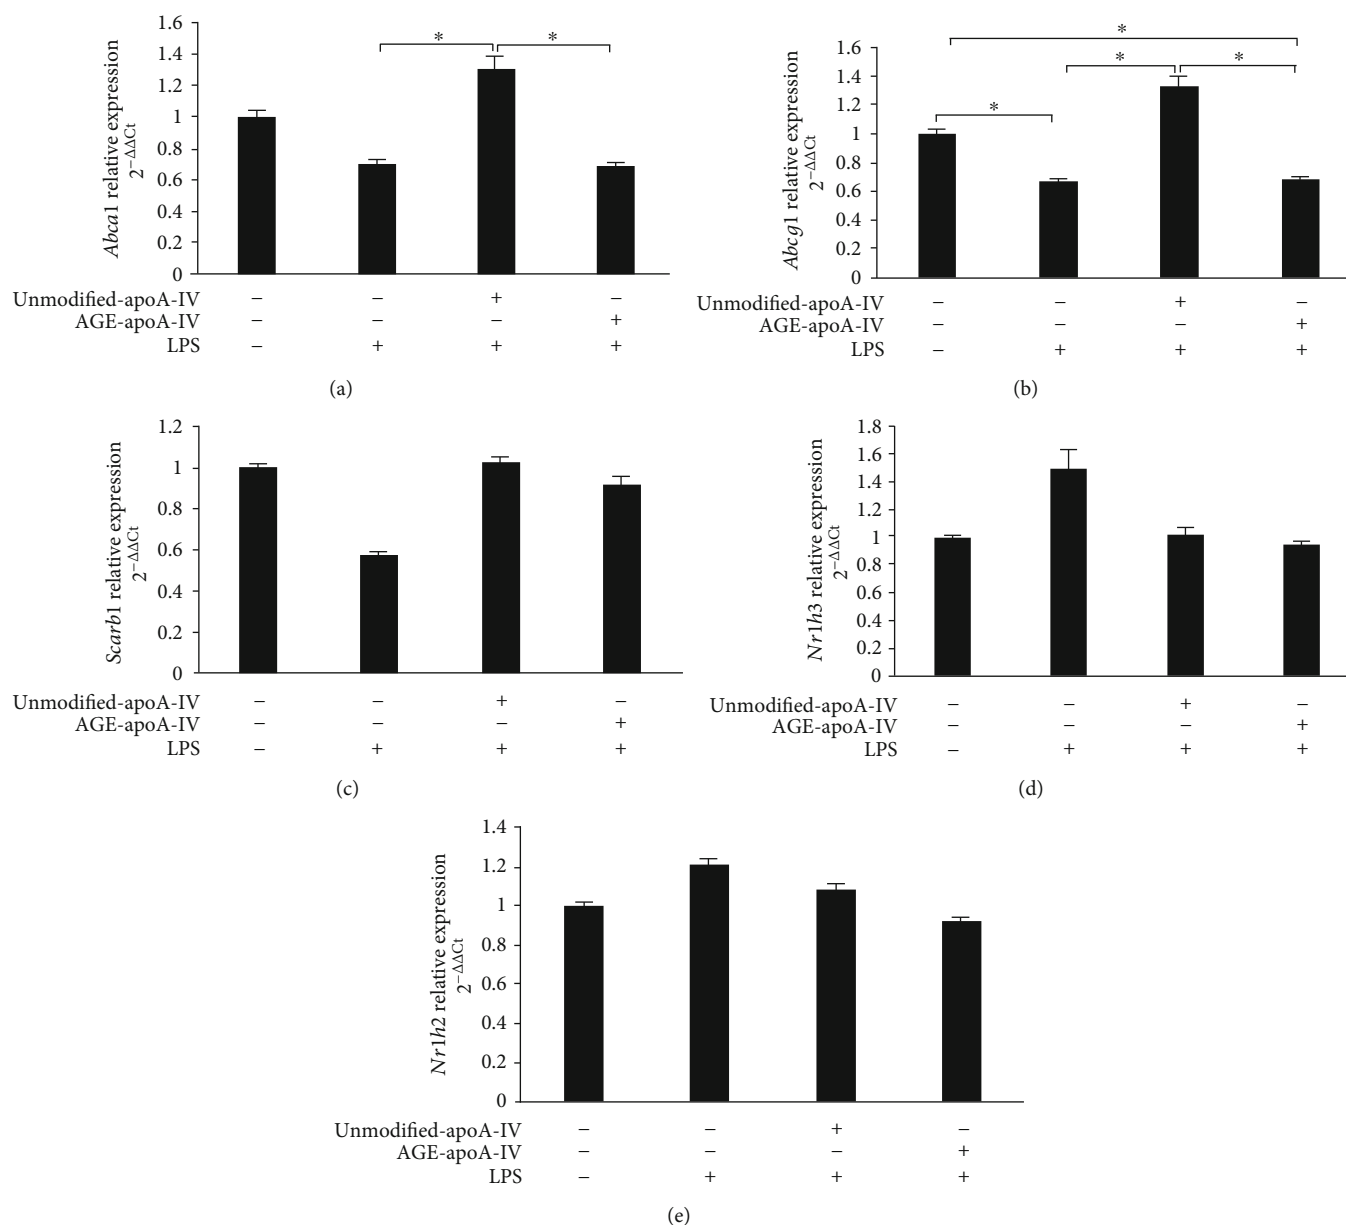 1.6
1.4
1.2
1
0.8
0.6
0.4
0.2
0
Abca1 relative expression
2−ΔΔCt
* *
Unmodified-apoA-IV − − + −
AGE-apoA-IV − − − +
LPS − + + +
(a)
1.6
1.4
1.2
1
0.8
0.6
0.4
0.2
0
Abcg1 relative expression
2−ΔΔCt
*
* *
*
Unmodified-apoA-IV − − + −
AGE-apoA-IV − − − +
LPS − + + +
(b)
1.2
1
0.8
0.6
0.4
0.2
0
Scarb1 relative expression
2−ΔΔCt
Unmodified-apoA-IV − − + −
AGE-apoA-IV − − − +
LPS − + + +
(c)
1.8
1.6
1.4
1.2
1
0.8
0.6
0.4
0.2
0
Nr1h3 relative expression
2−ΔΔCt
Unmodified-apoA-IV − − + −
AGE-apoA-IV − − − +
LPS − + + +
(d)
1.4
1.2
1
0.8
0.6
0.4
0.2
0
Nr1h2 relative expression
2−ΔΔCt
Unmodified-apoA-IV − − + −
AGE-apoA-IV − − − +
LPS − + + +
(e)